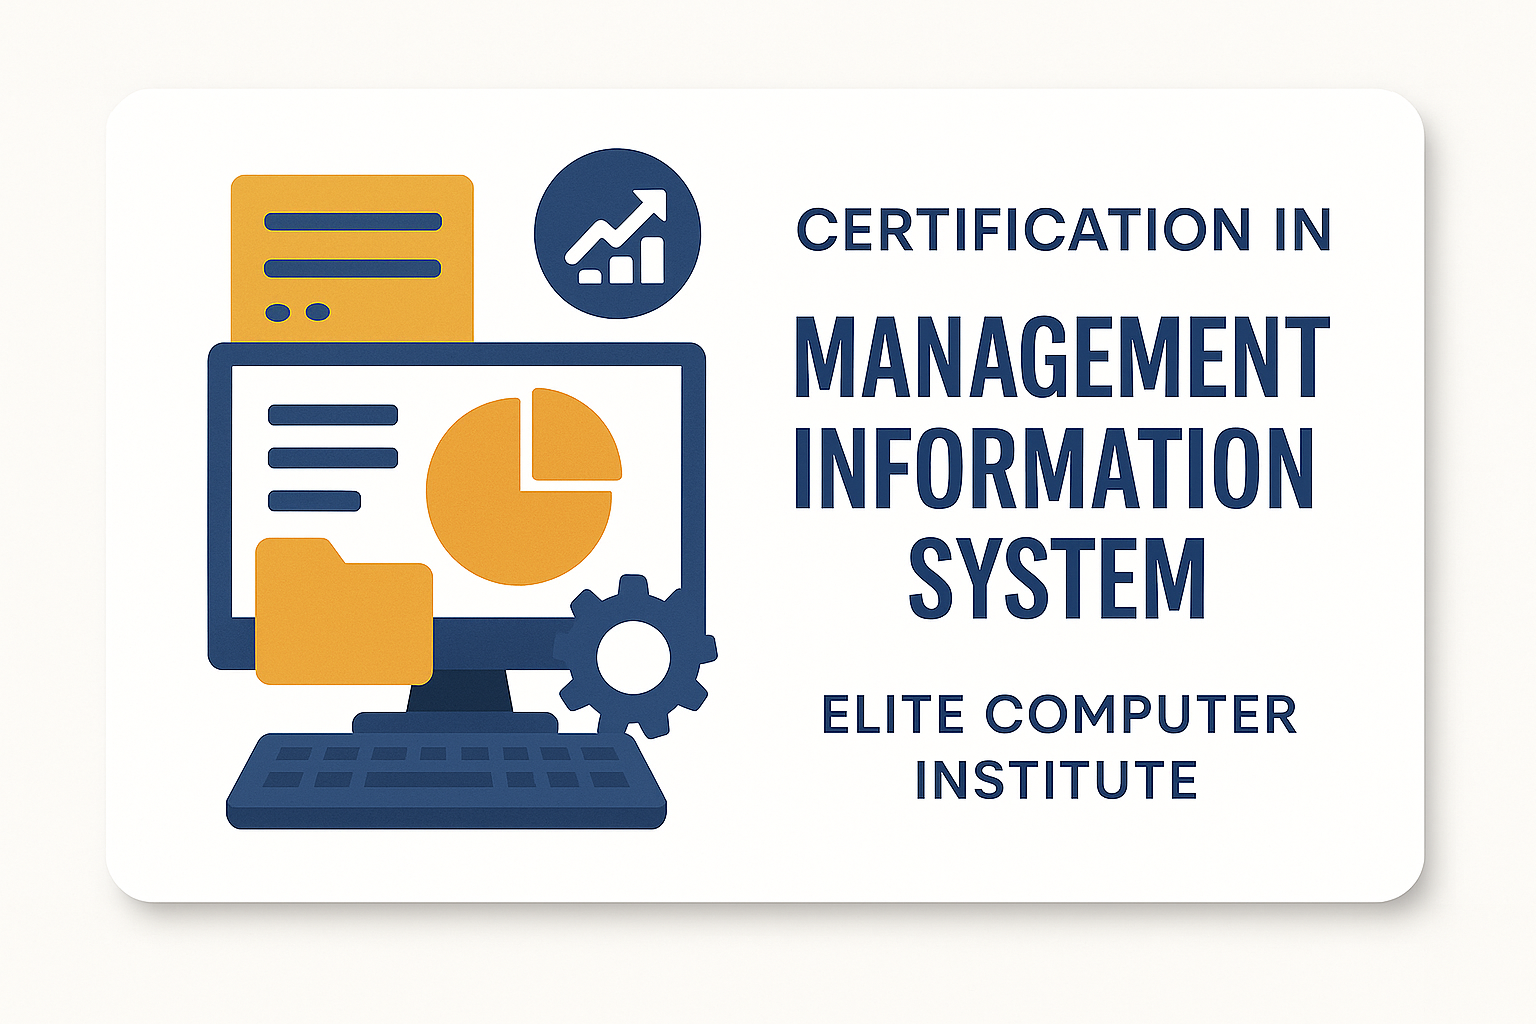 CERTIFICATION IN
MANAGEMENT
INFORMATION
SYSTEM
ELITE COMPUTER
INSTITUTE